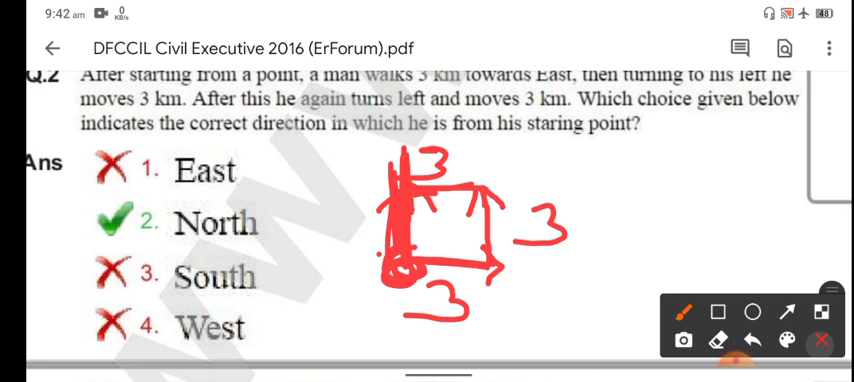 9:42 am 0 KB/s 48
DFCCIL Civil Executive 2016 (ErForum).pdf
Q.2 After starting from a point, a man walks 3 km towards East, then turning to his left he
moves 3 km. After this he again turns left and moves 3 km. Which choice given below
indicates the correct direction in which he is from his staring point?
Ans 1. East
2. North
3. South
4. West
3
3
3